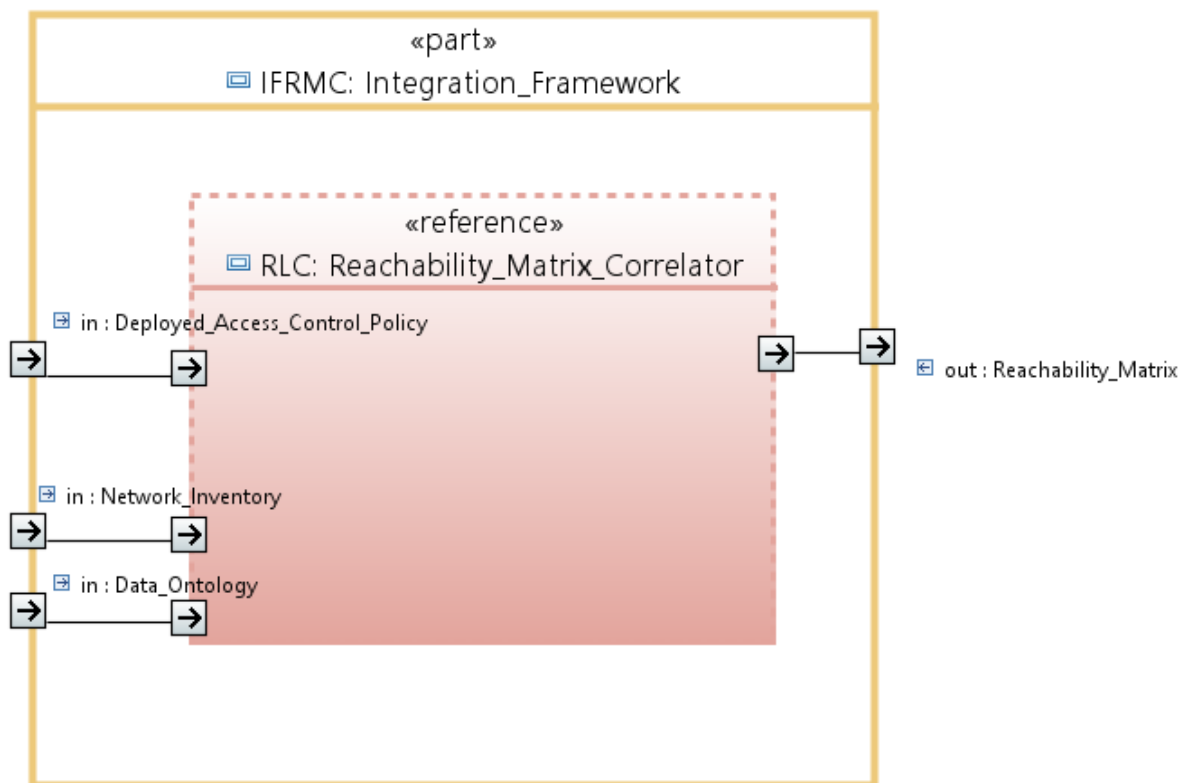 «part»
IFRMC: Integration_Framework
«reference»
RLC: Reachability_Matrix_Correlator
in : Deployed_Access_Control_Policy
out : Reachability_Matrix
in : Network_Inventory
in : Data_Ontology